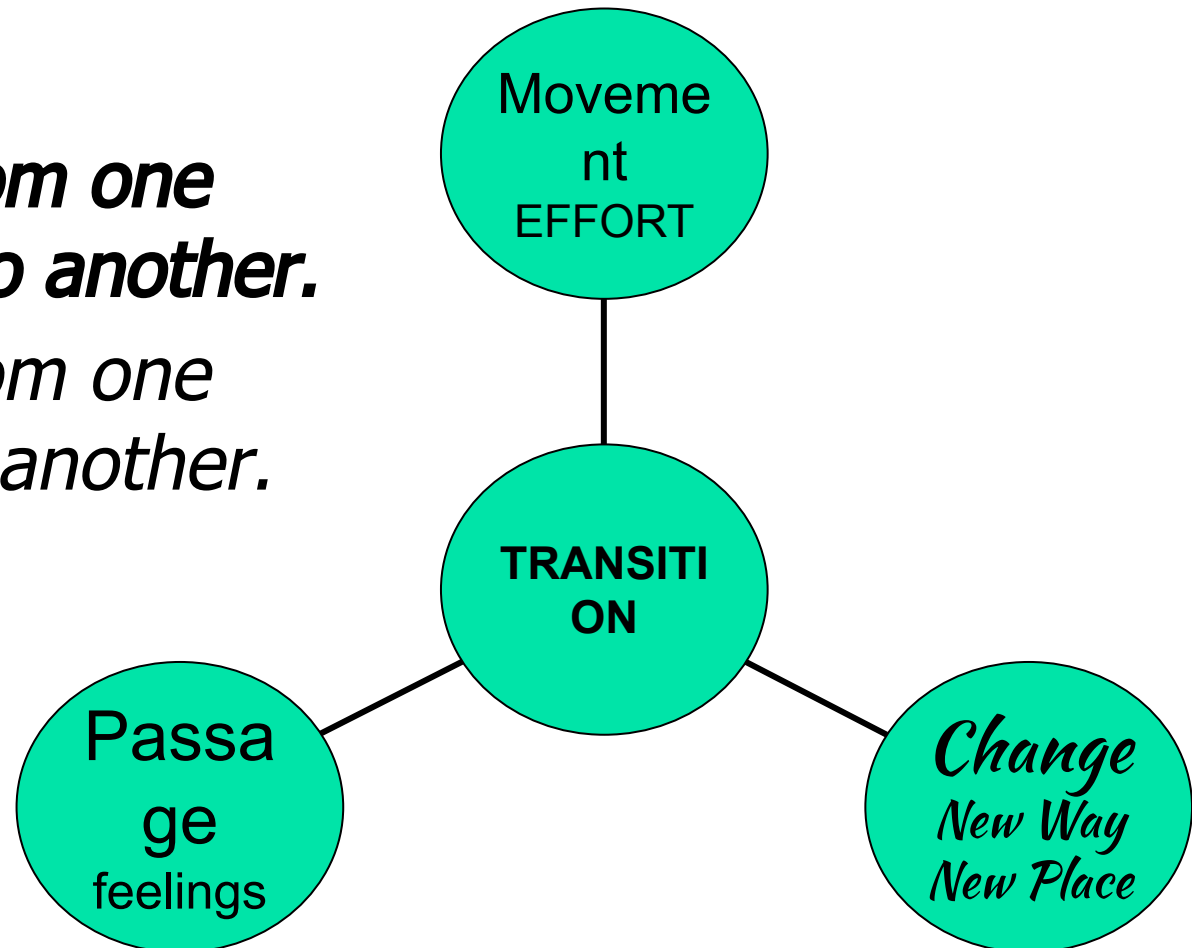 om one
o another.
om one
another.
Moveme
nt
EFFORT
TRANSITI
ON
Passa
ge
feelings
Change
New Way
New Place